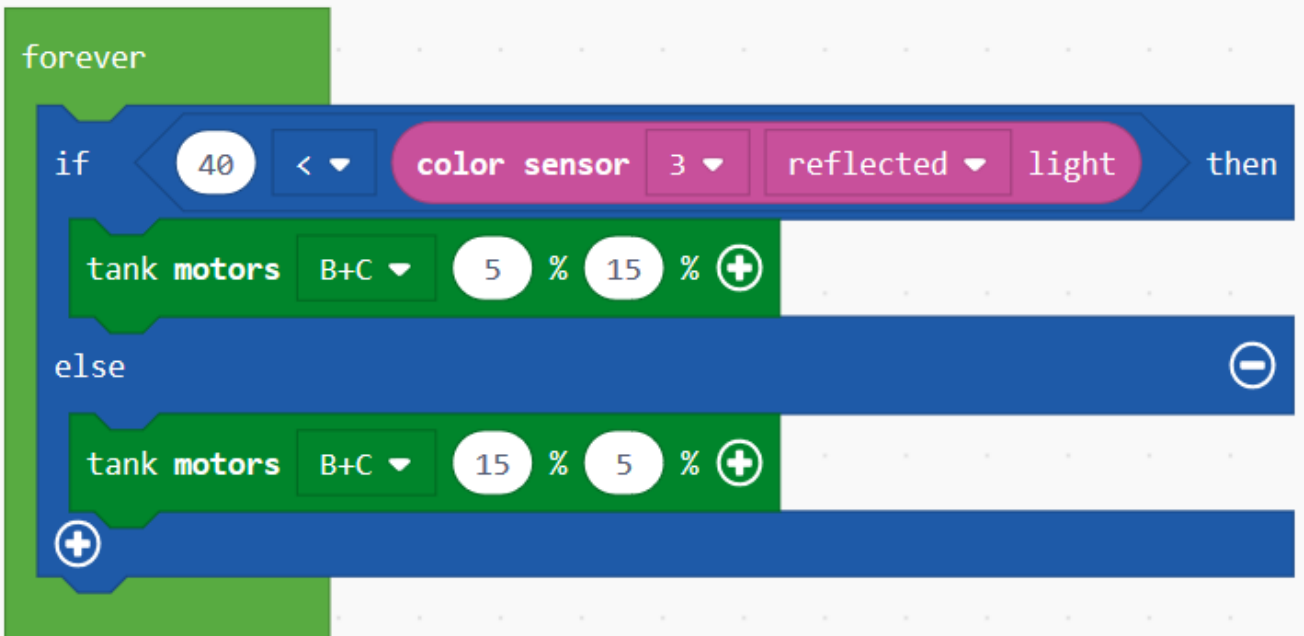 forever
if 40 < color sensor 3 reflected light then
tank motors B+C 5 % 15 %
else
tank motors B+C 15 % 5 %